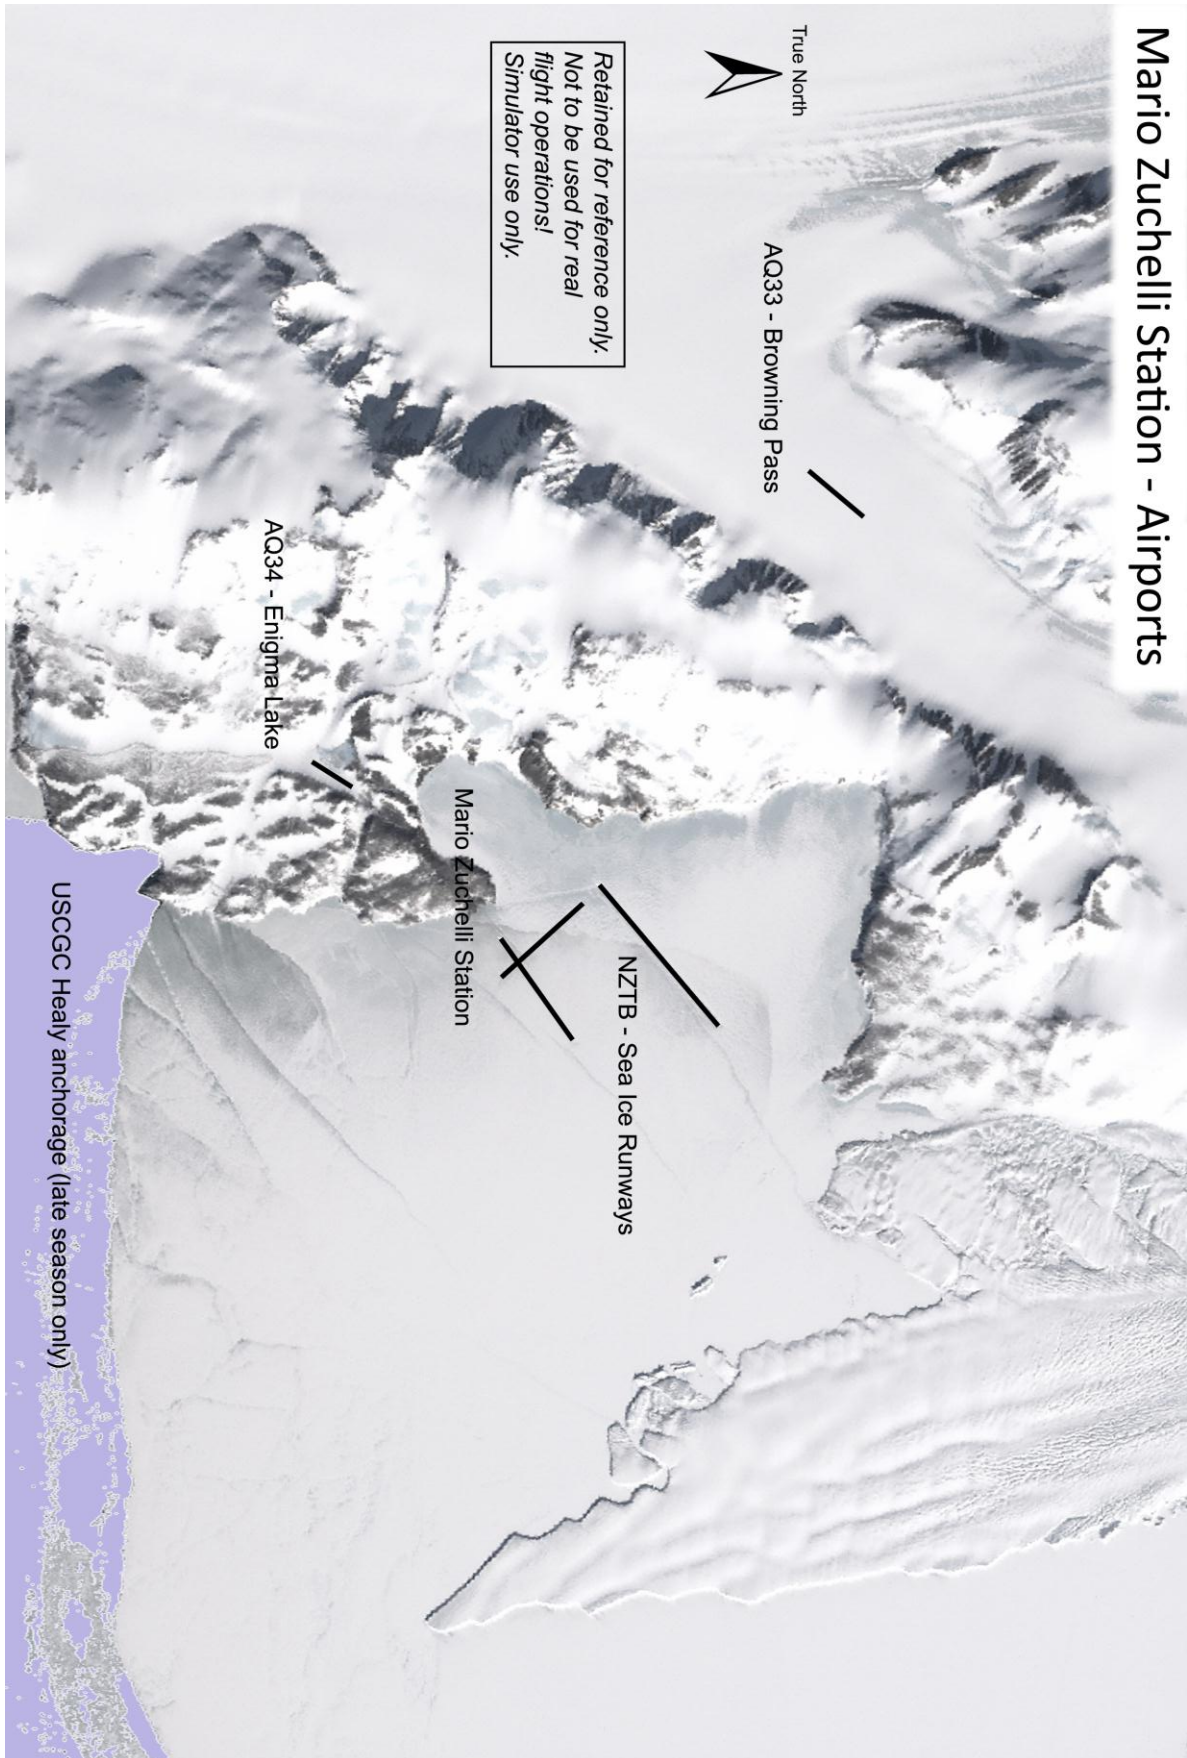 Mario Zuchelli Station - Airports
True North
Retained for reference only.
Not to be used for real
flight operations!
Simulator use only.
AQ33 - Browning Pass
AQ34 - Enigma Lake
Mario Zuchelli Station
NZTB - Sea Ice Runways
USCGC Healy anchorage (late season only)